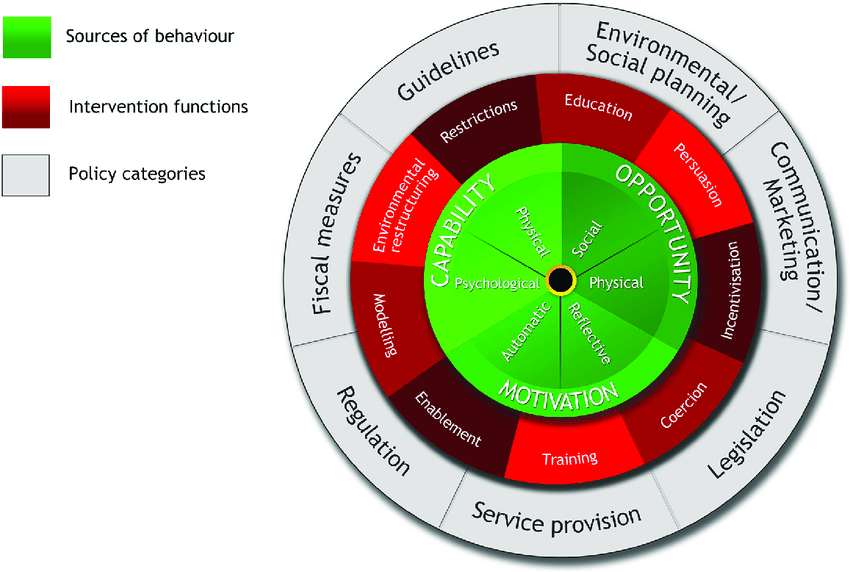 Sources of behaviour
Intervention functions
Policy categories
Guidelines
Environmental/
Social planning
Communication/
Marketing
Legislation
Service provision
Regulation
Fiscal measures
Restrictions
Education
Persuasion
Incentivisation
Coercion
Training
Enablement
Modelling
Environmental
restructuring
CAPABILITY
OPPORTUNITY
MOTIVATION
Physical
Social
Physical
Reflective
Automatic
Psychological